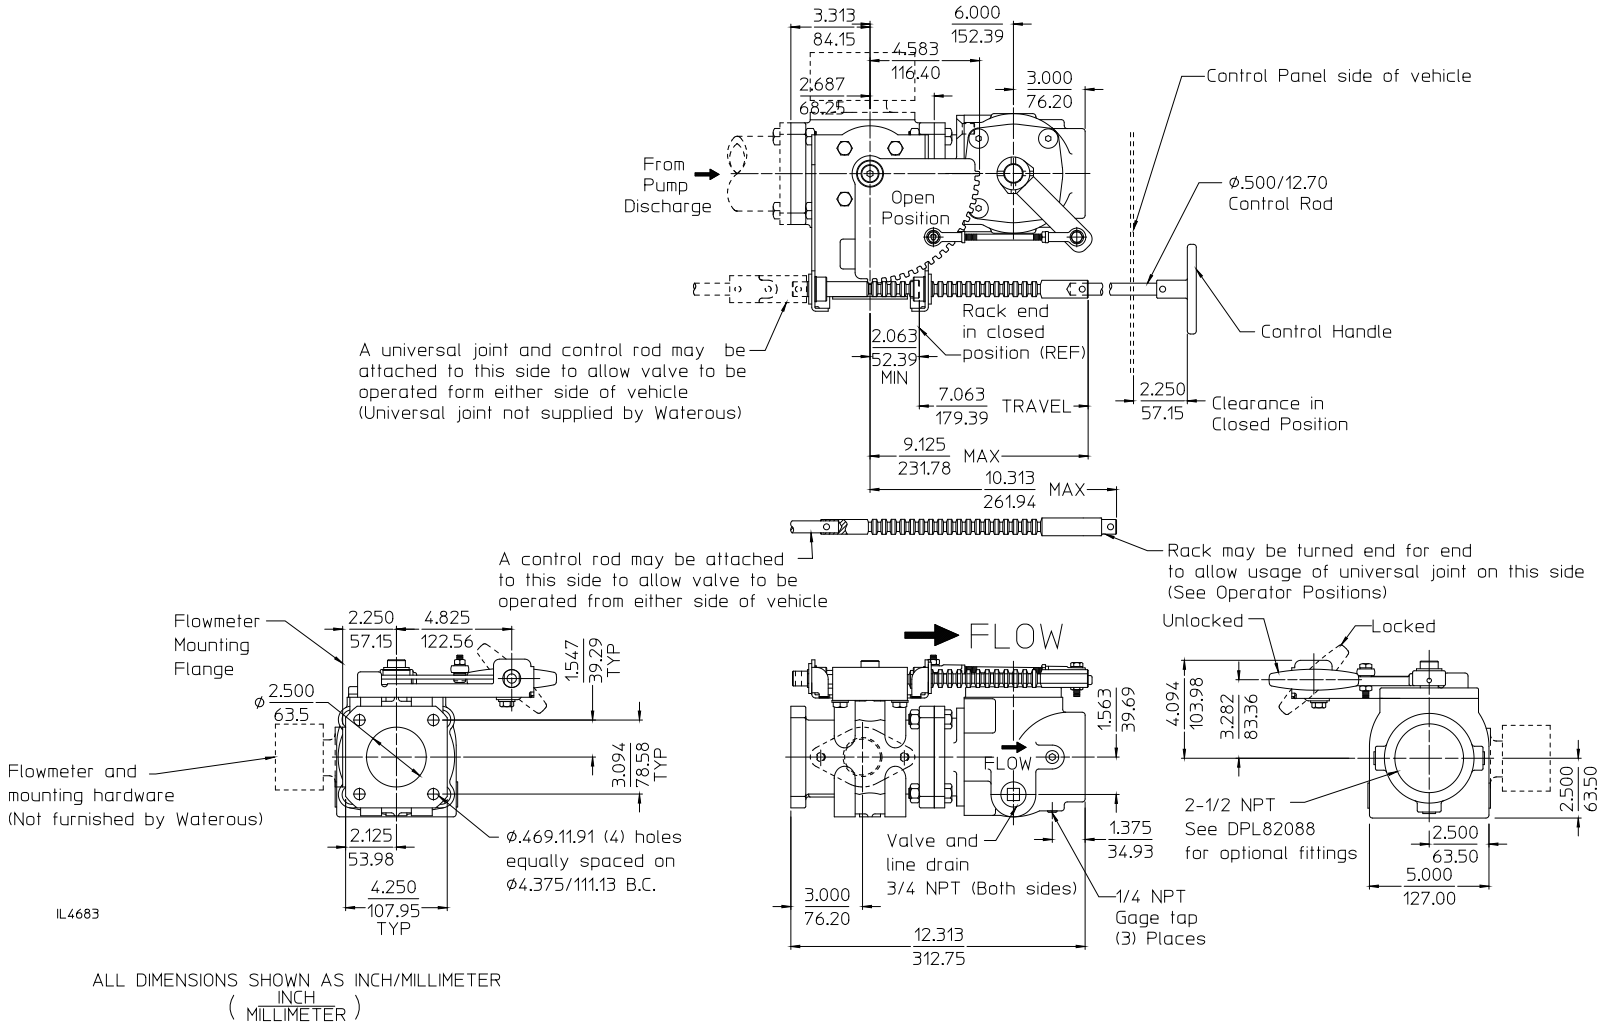 3.313
84.15
6.000
152.39
4.583
116.40
2.687
68.25
3.000
76.20
Control Panel side of vehicle
From
Pump
Discharge
Open
Position
Ø.500/12.70
Control Rod
Rack end
in closed
position (REF)
Control Handle
A universal joint and control rod may be
attached to this side to allow valve to be
operated form either side of vehicle
(Universal joint not supplied by Waterous)
2.063
52.39
MIN
7.063
179.39
TRAVEL
2.250
57.15
Clearance in
Closed Position
9.125
231.78
MAX
10.313
261.94
MAX
A control rod may be attached
to this side to allow valve to be
operated from either side of vehicle
Rack may be turned end for end
to allow usage of universal joint on this side
(See Operator Positions)
Flowmeter
Mounting
Flange
2.250
57.15
4.825
122.56
1.547
39.29
TYP
Ø 2.500
63.5
3.094
78.58
TYP
Flowmeter and
mounting hardware
(Not furnished by Waterous)
2.125
53.98
4.250
107.95
TYP
Ø.469.11.91 (4) holes
equally spaced on
Ø4.375/111.13 B.C.
FLOW
1.563
39.69
FLOW
Valve and
line drain
3/4 NPT (Both sides)
1.375
34.93
1/4 NPT
Gage tap
(3) Places
3.000
76.20
12.313
312.75
Unlocked
Locked
4.094
103.98
3.282
83.36
2-1/2 NPT
See DPL82088
for optional fittings
2.500
63.50
2.500
63.50
5.000
127.00
IL4683
ALL DIMENSIONS SHOWN AS INCH/MILLIMETER
( INCH
MILLIMETER )